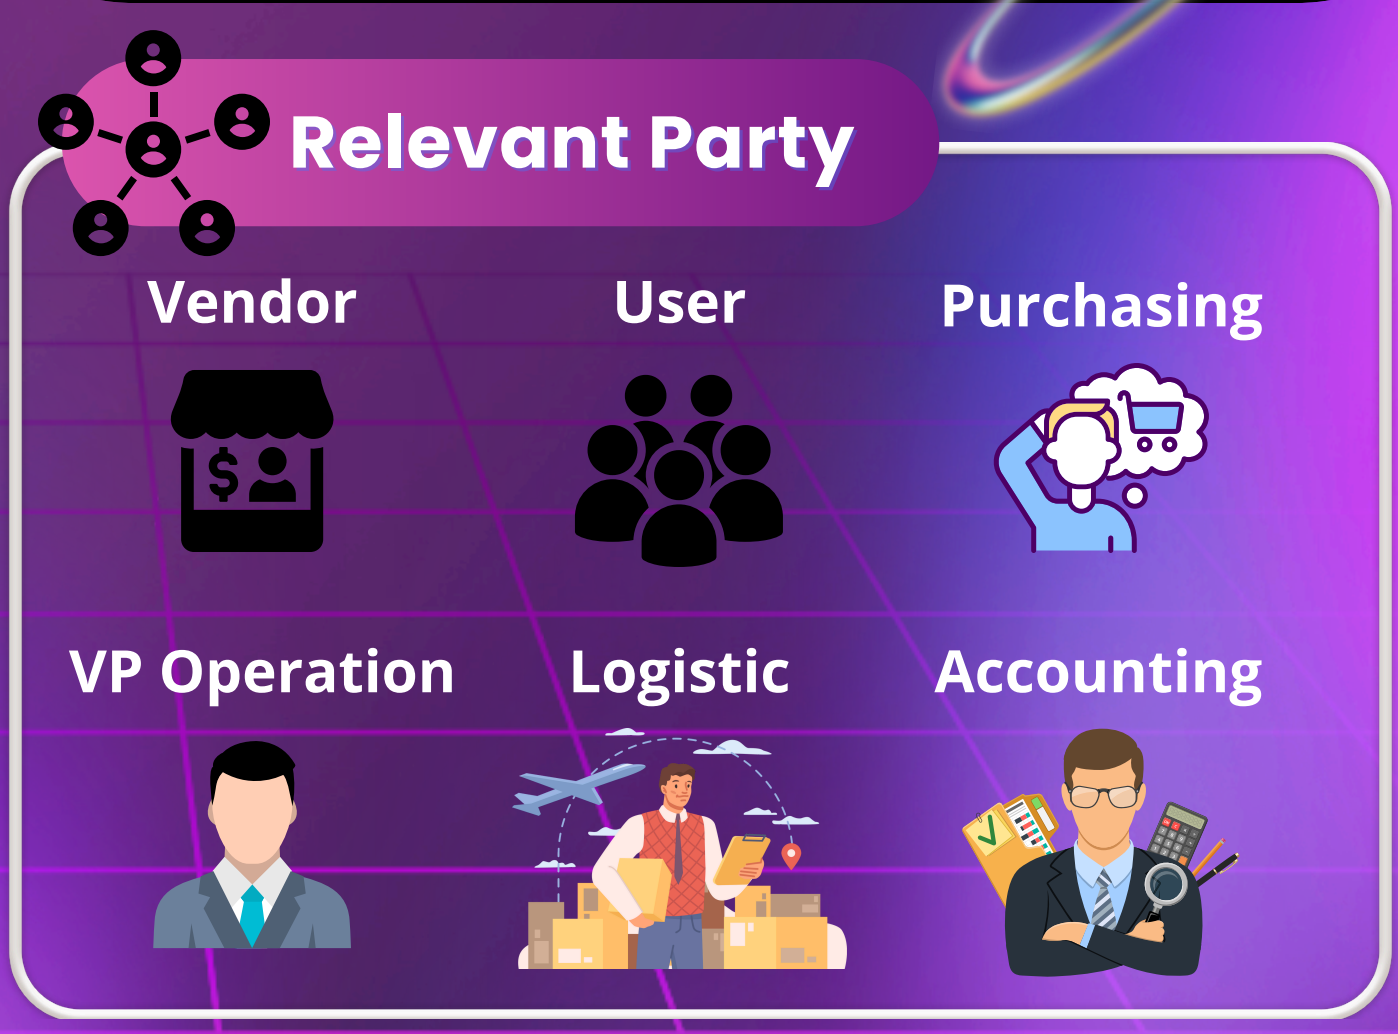 Relevant Party
Vendor
User
Purchasing
$
VP Operation
Logistic
Accounting